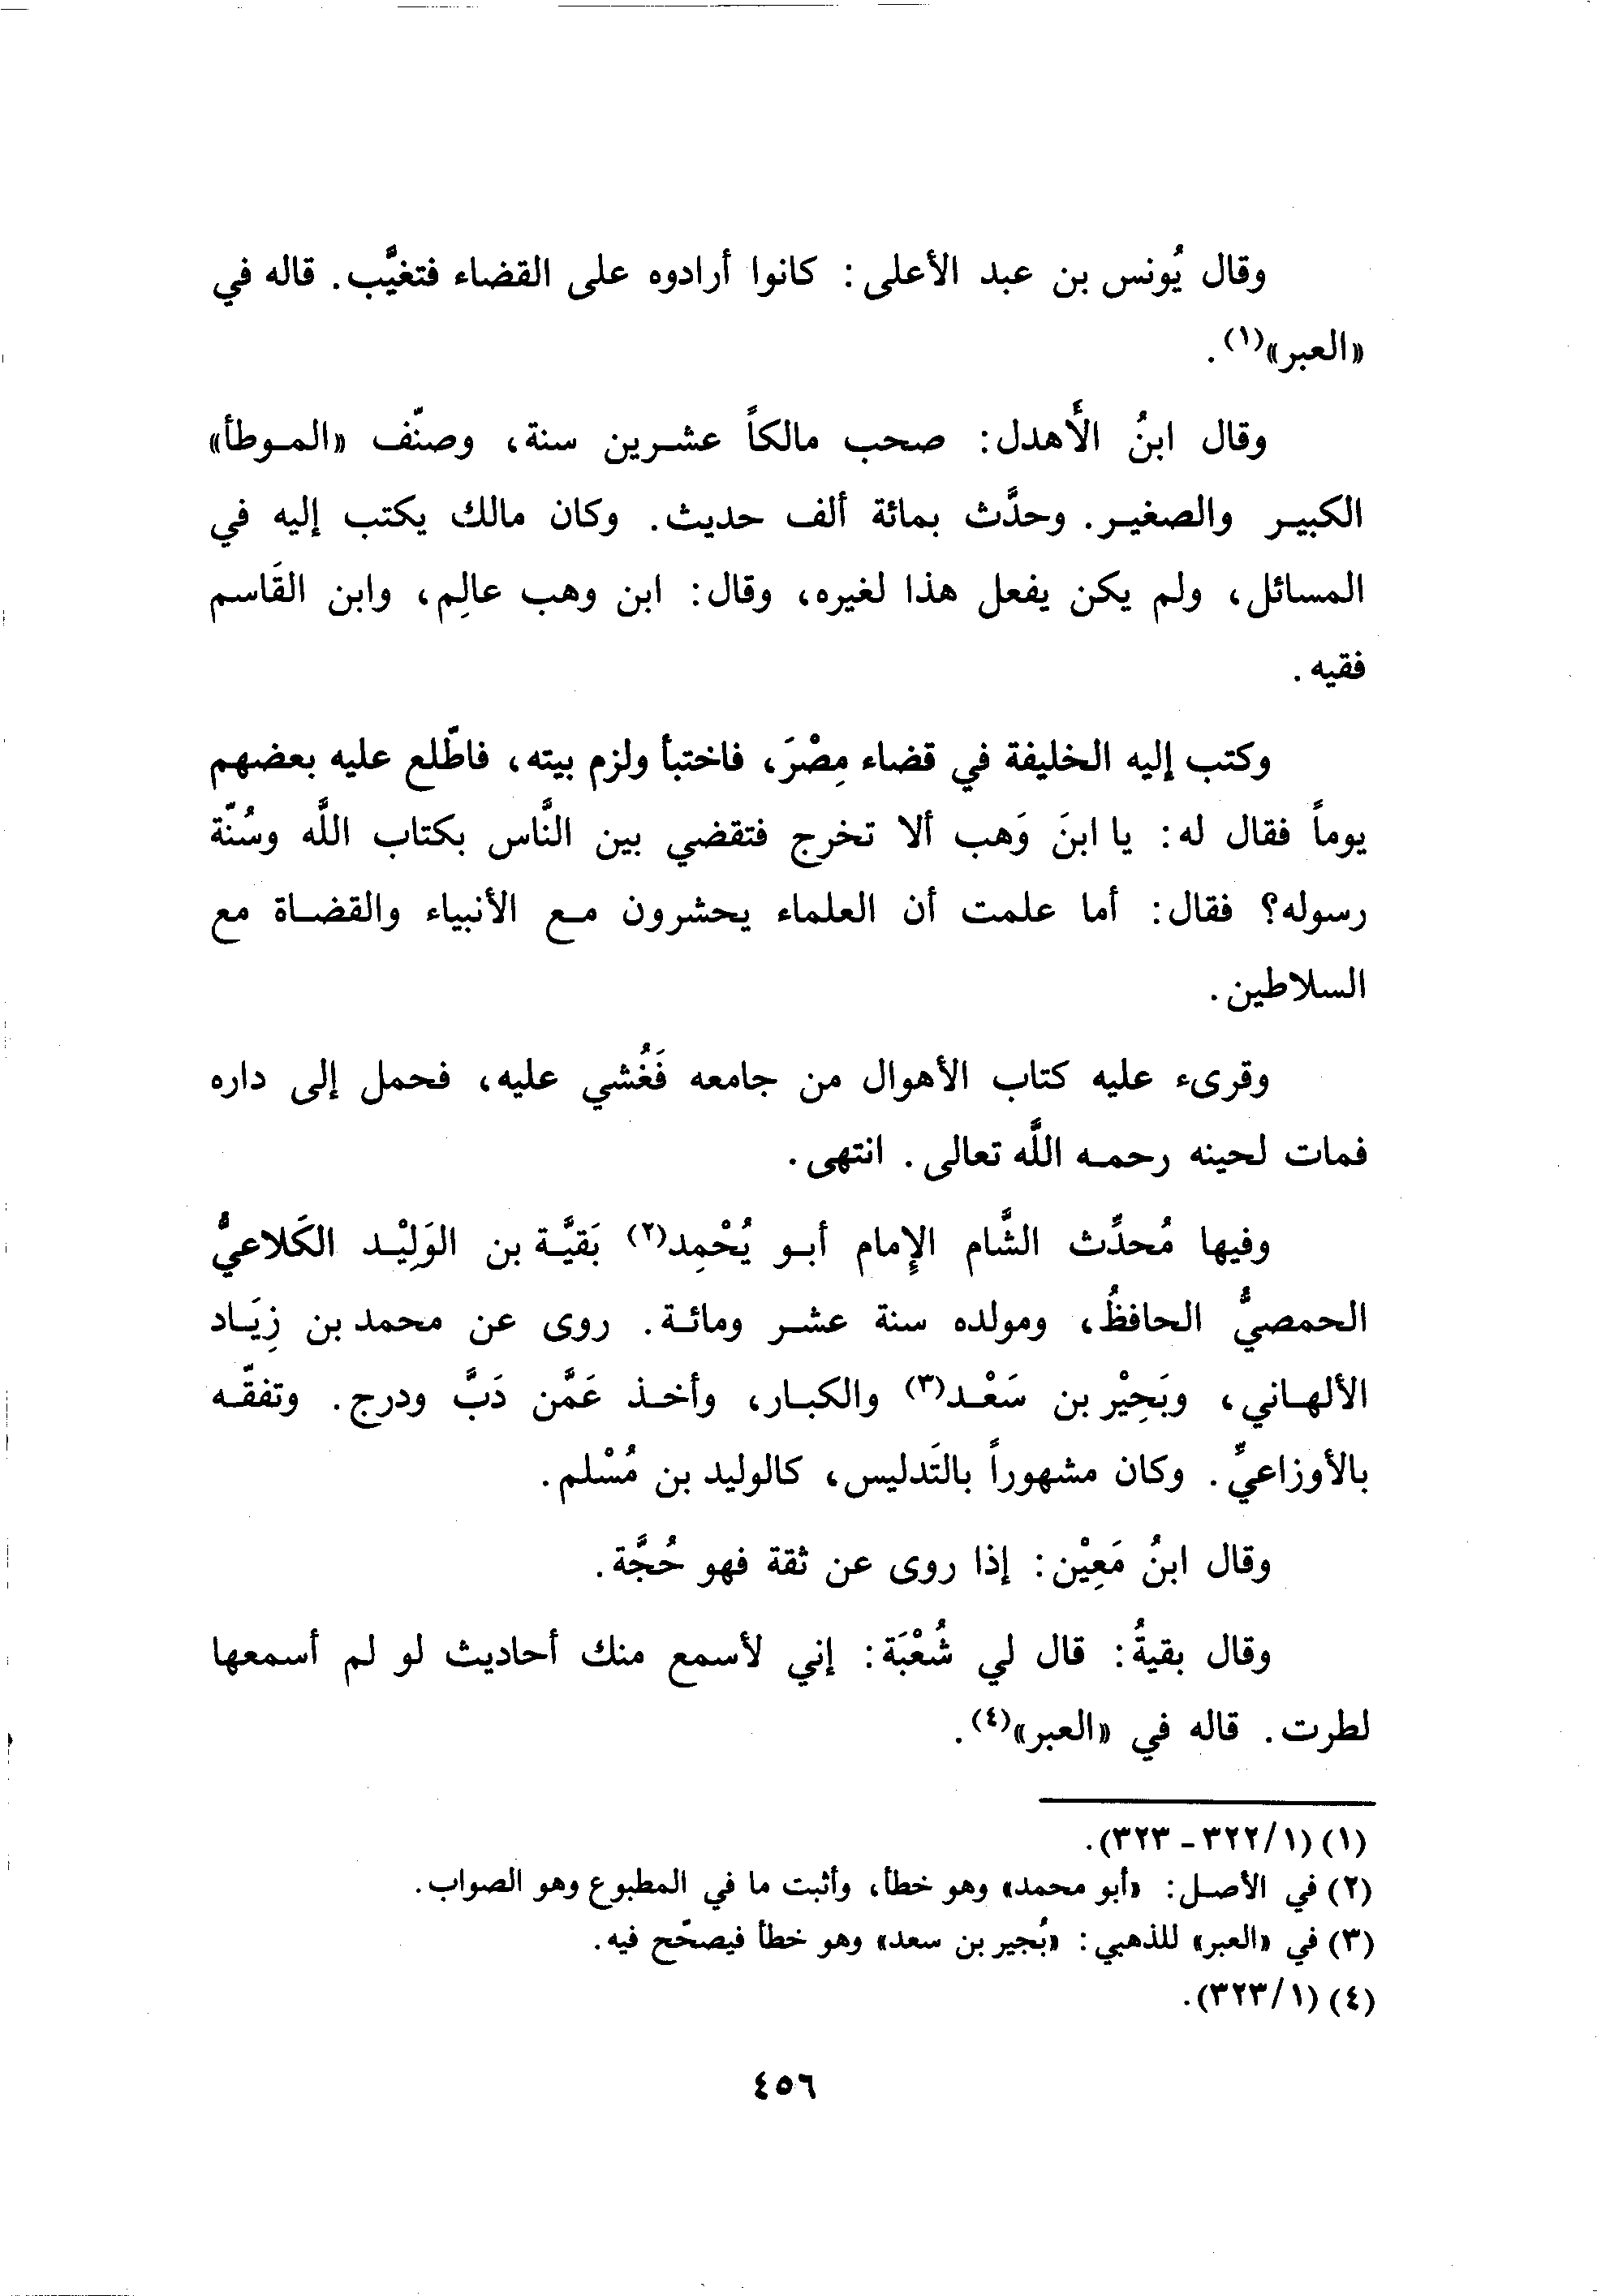 وقال يُونس بن عبد الأعلى: كانوا أرادوه على القضاء فتغيَّب. قاله في
«العبر»(١).
وقال ابنُ الأَهدل: صحب مالكاً عشرين سنة، وصنّف «الموطأ»
الكبير والصغير. وحدَّث بمائة ألف حديث. وكان مالك يكتب إليه في
المسائل، ولم يكن يفعل هذا لغيره، وقال: ابن وهب عالِم، وابن القَاسم
فقيه.
وكتب إليه الخليفة في قضاء مِصْرَ، فاختبأ ولزم بيته، فاطّلع عليه بعضهم
يوماً فقال له: يا ابنَ وَهب ألا تخرج فتقضي بين النَّاس بكتاب اللَّه وسُنّة
رسوله؟ فقال: أما علمت أن العلماء يحشرون مع الأنبياء والقضاة مع
السلاطين.
وقرىء عليه كتاب الأهوال من جامعه فَغُشي عليه، فحمل إلى داره
فمات لحينه رحمه اللَّه تعالى. انتهى.
وفيها مُحدِّث الشَّام الإِمام أبو يُحْمِد(٢) بَقيَّة بن الوَلِيْد الكَلاعيُّ
الحمصيُّ الحافظُ، ومولده سنة عشر ومائة. روى عن محمد بن زِيَاد
الألهاني، وبَحِيْر بن سَعْد(٣) والكبار، وأخذ عَمَّن دَبَّ ودرج. وتفقّه
بالأوزاعيِّ. وكان مشهوراً بالتَدليس، كالوليد بن مُسْلم.
وقال ابنُ مَعِيْن: إذا روى عن ثقة فهو حُجَّة.
وقال بقيةُ: قال لي شُعْبَة: إني لأسمع منك أحاديث لو لم أسمعها
لطرت. قاله في «العبر»(٤).
(١) (١/٣٢٢ - ٣٢٣).
(٢) في الأصل: «أبو محمد» وهو خطأ، وأثبت ما في المطبوع وهو الصواب.
(٣) في «العبر» للذهبي: «بُجير بن سعد» وهو خطأ فيصحّح فيه.
(٤) (١/٣٢٣).
٤٥٦